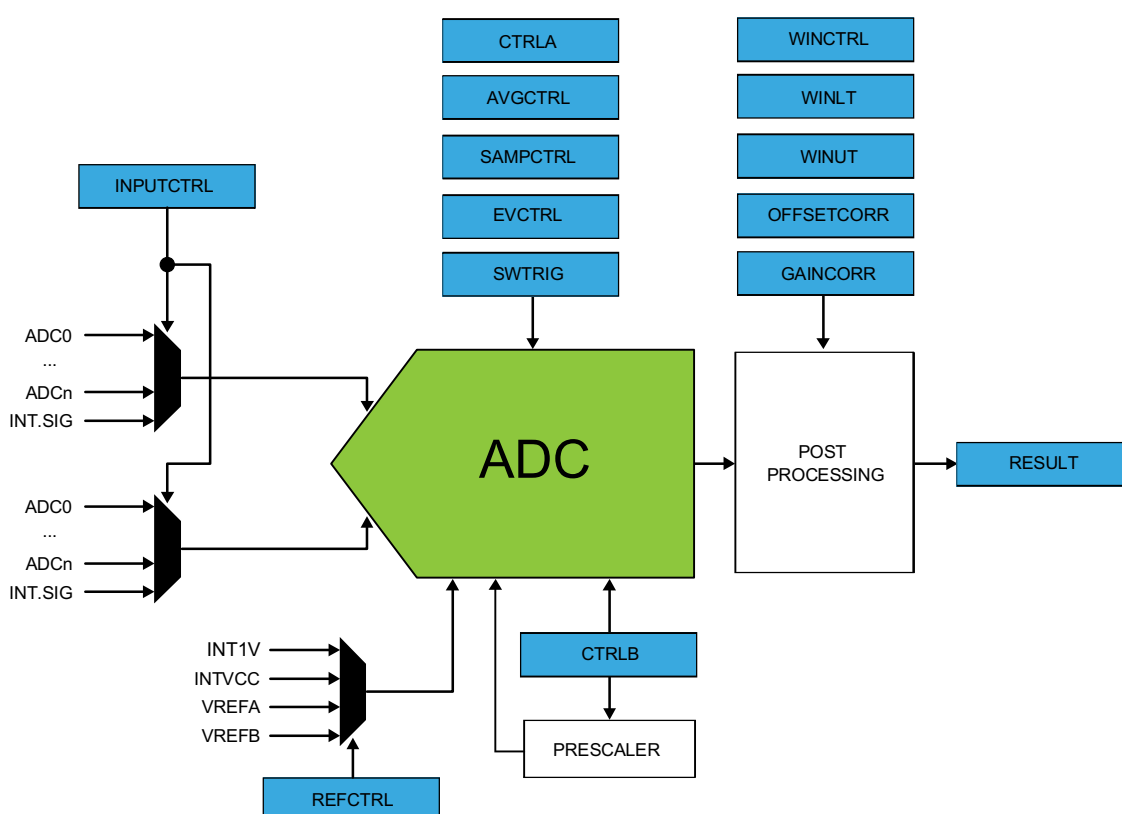 CTRLA
WINCTRL
AVGCTRL
WINLT
SAMPCTRL
WINUT
INPUTCTRL
EVCTRL
OFFSETCORR
SWTRIG
GAINCORR
ADC0
...
ADCn
INT.SIG
ADC
POST
PROCESSING
RESULT
ADC0
...
ADCn
INT.SIG
INT1V
INTVCC
VREFA
VREFB
CTRLB
PRESCALER
REFCTRL